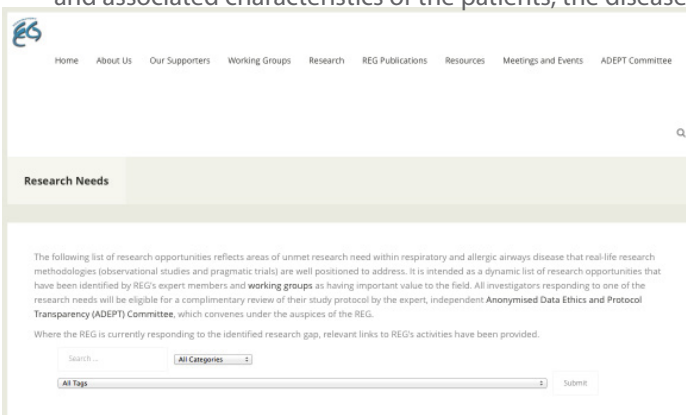 and associated characteristics of the patients, the disease
REG
Home About Us Our Supporters Working Groups Research REG Publications Resources Meetings and Events ADEPT Committee
Research Needs
The following list of research opportunities reflects areas of unmet research need within respiratory and allergic airways disease that real-life research
methodologies (observational studies and pragmatic trials) are well positioned to address. It is intended as a dynamic list of research opportunities that
have been identified by REG's expert members and working groups as having important value to the field. All investigators responding to one of the
research needs will be eligible for a complimentary review of their study protocol by the expert, independent Anonymised Data Ethics and Protocol
Transparency (ADEPT) Committee, which convenes under the auspices of the REG.
Where the REG is currently responding to the identified research gap, relevant links to REG's activities have been provided.
Search ... All Categories
All Tags Submit